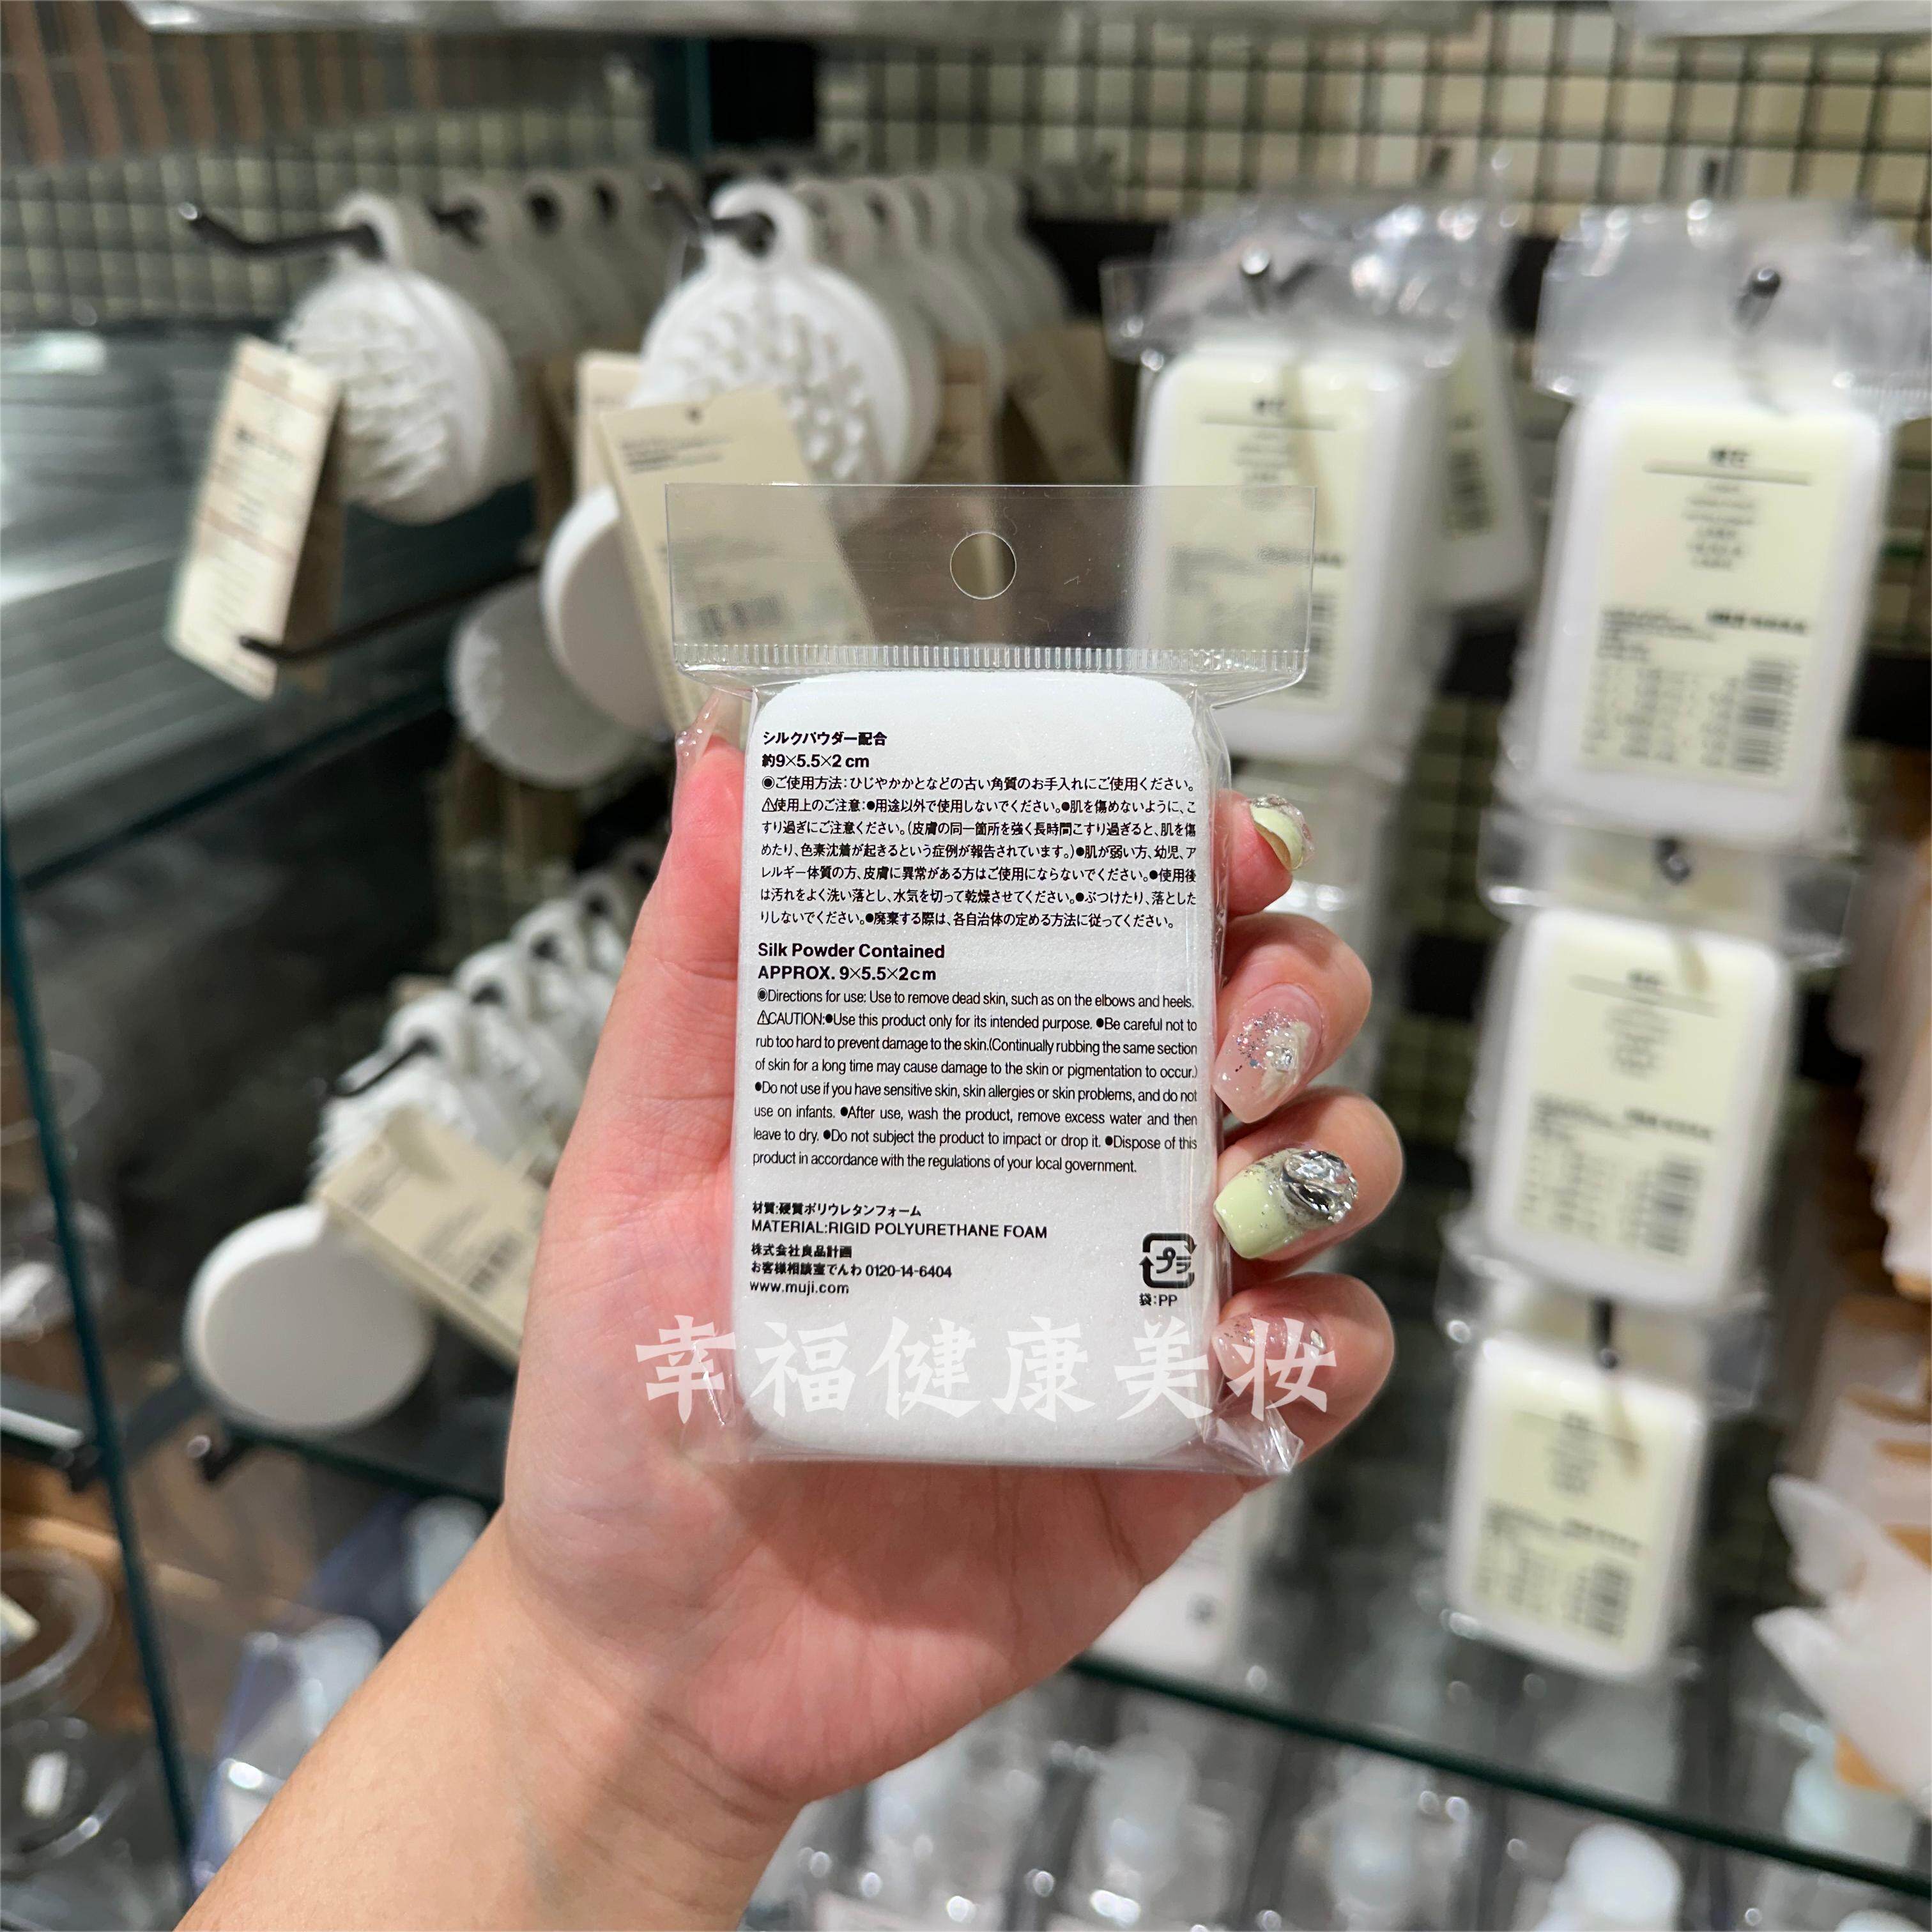 シルクパウダー配合
約9×5.5×2 cm
◉ご使用方法:ひじやかかとなどの古い角質のお手入れにご使用ください。
⚠使用上のご注意:●用途以外で使用しないでください。●肌を傷めないように、こ
すり過ぎにご注意ください。(皮膚の同一箇所を強く長時間こすり過ぎると、肌を傷
めたり、色素沈着が起きるという症例が報告されています。)●肌が弱い方、幼児、ア
レルギー体質の方、皮膚に異常がある方はご使用にならないでください。●使用後
は汚れをよく洗い落とし、水気を切って乾燥させてください。●ぶつけたり、落とした
りしないでください。●廃棄する際は、各自治体の定める方法に従ってください。
Silk Powder Contained
APPROX. 9×5.5×2cm
◉Directions for use: Use to remove dead skin, such as on the elbows and heels.
⚠CAUTION:●Use this product only for its intended purpose. ●Be careful not to
rub too hard to prevent damage to the skin.(Continually rubbing the same section
of skin for a long time may cause damage to the skin or pigmentation to occur.)
●Do not use if you have sensitive skin, skin allergies or skin problems, and do not
use on infants. ●After use, wash the product, remove excess water and then
leave to dry. ●Do not subject the product to impact or drop it. ●Dispose of this
product in accordance with the regulations of your local government.
材質:硬質ポリウレタンフォーム
MATERIAL:RIGID POLYURETHANE FOAM
株式会社良品計画
お客様相談室でんわ 0120-14-6404
www.muji.com
プラ
袋:PP
幸福健康美妆